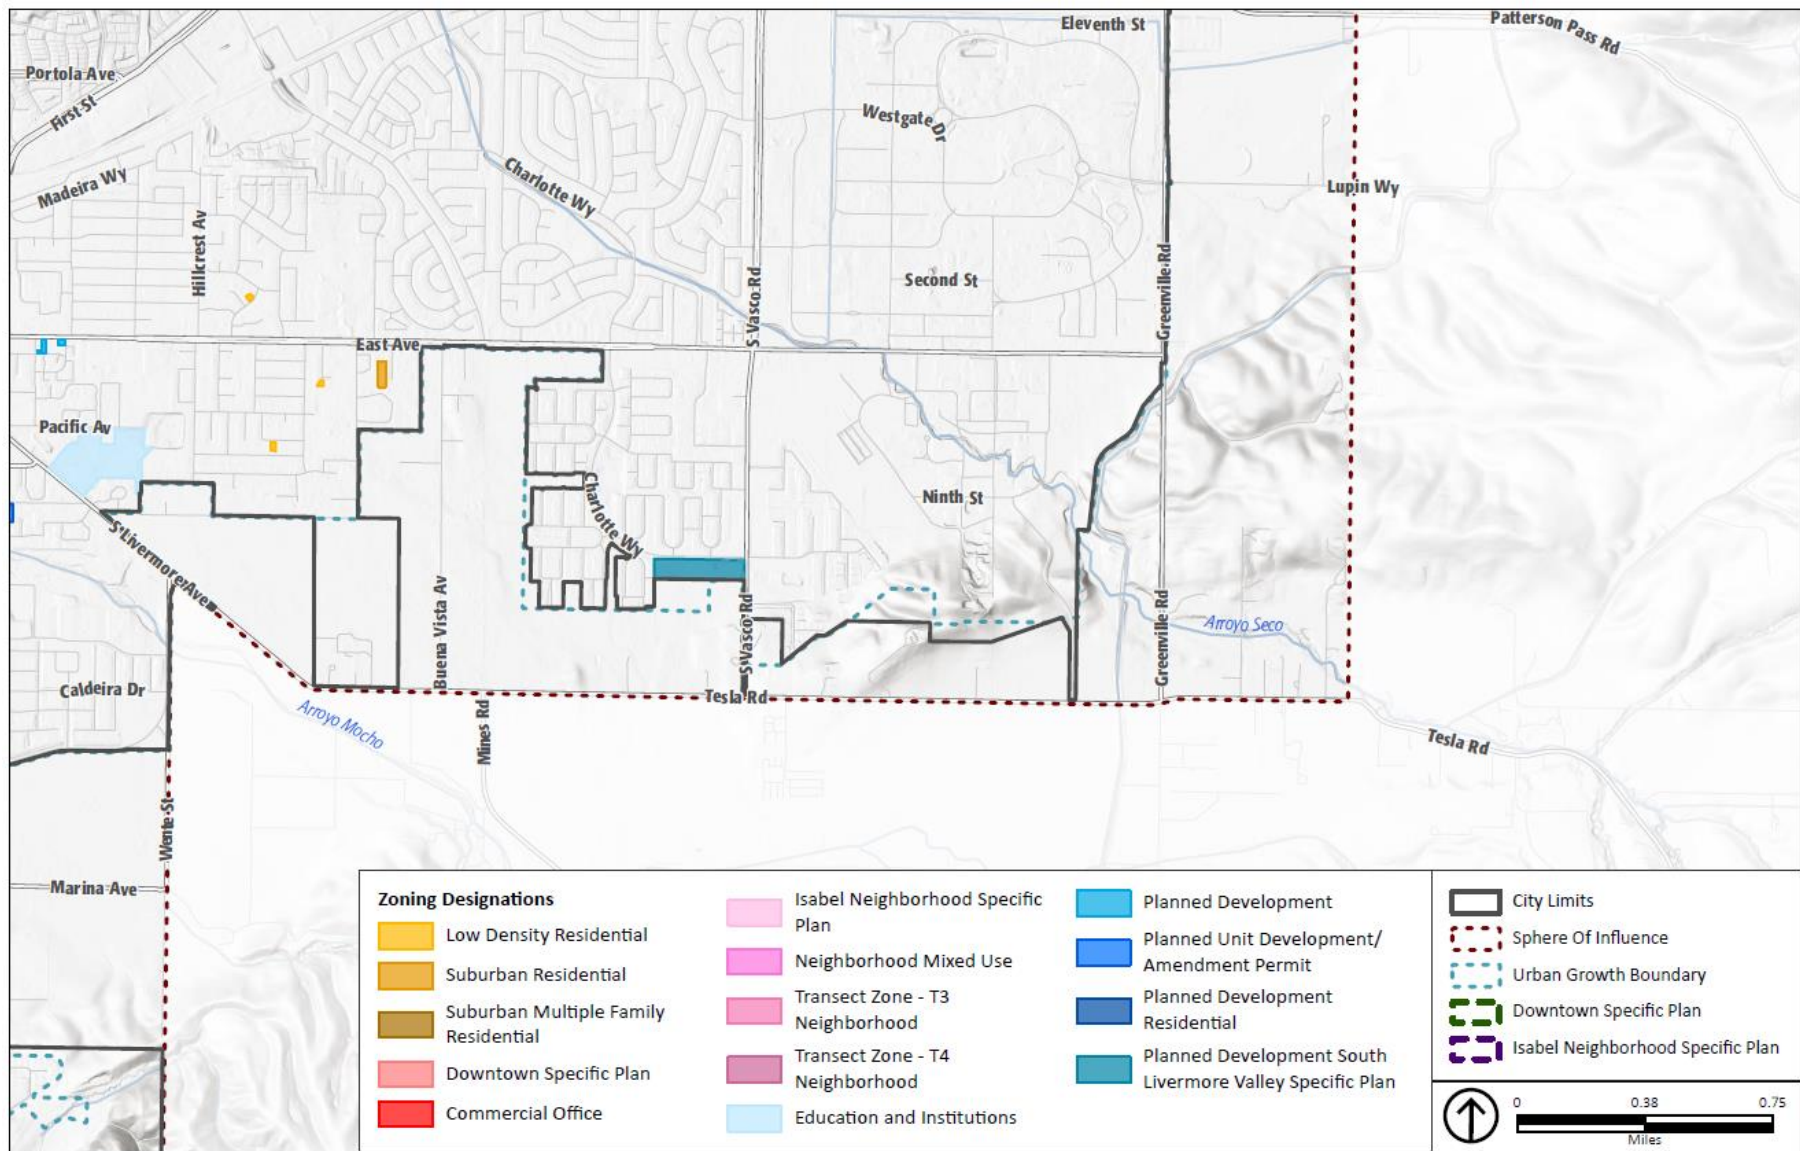 Eleventh St
Patterson Pass Rd
Portola Ave
First St
Westgate Dr
Madeira Wy
Charlotte Wy
Lupin Wy
Hillcrest Av
S Vasco Rd
Second St
Greenville Rd
East Ave
Pacific Av
Charlotte Wy
Ninth St
S Livermore Ave
Buena Vista Av
S Vasco Rd
Greenville Rd
Arroyo Seco
Caldeira Dr
Tesla Rd
Arroyo Mocho
Mines Rd
Tesla Rd
Wente St
Marina Ave
Zoning Designations
Low Density Residential
Suburban Residential
Suburban Multiple Family
Residential
Downtown Specific Plan
Commercial Office
Isabel Neighborhood Specific
Plan
Neighborhood Mixed Use
Transect Zone - T3
Neighborhood
Transect Zone - T4
Neighborhood
Education and Institutions
Planned Development
Planned Unit Development/
Amendment Permit
Planned Development
Residential
Planned Development South
Livermore Valley Specific Plan
City Limits
Sphere Of Influence
Urban Growth Boundary
Downtown Specific Plan
Isabel Neighborhood Specific Plan
0 0.38 0.75
Miles